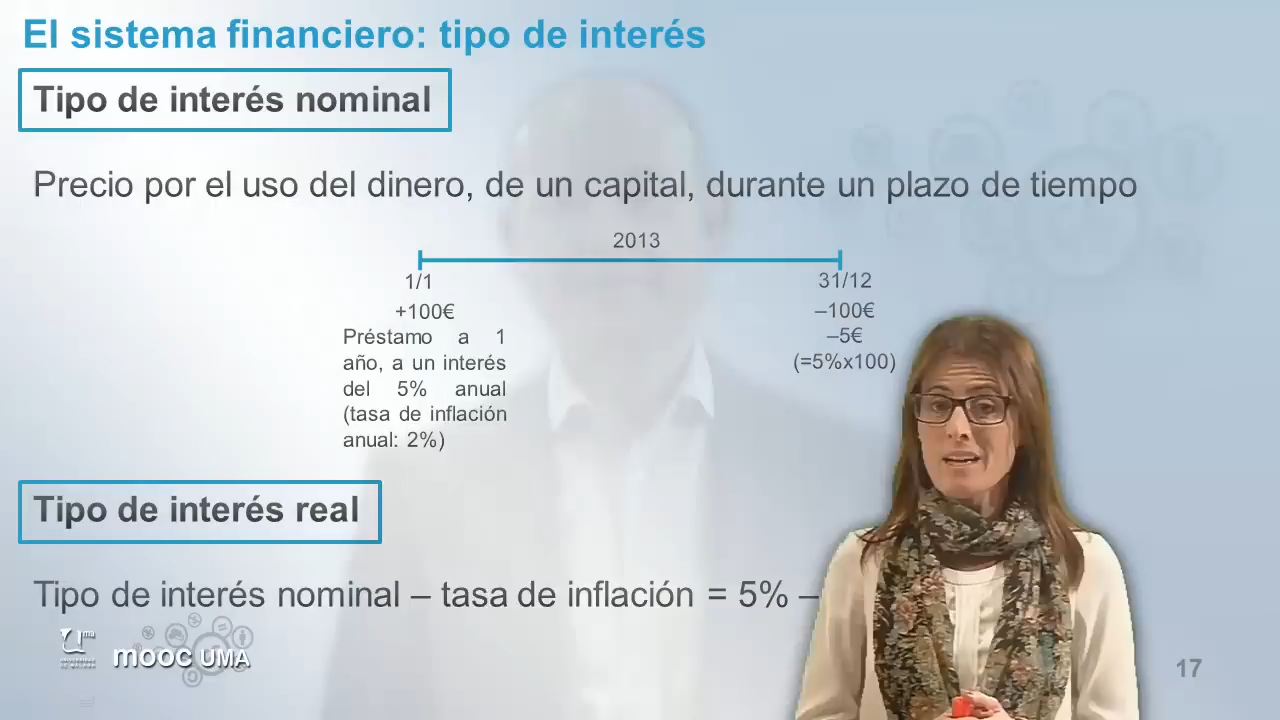 El sistema financiero: tipo de interés
Tipo de interés nominal
Precio por el uso del dinero, de un capital, durante un plazo de tiempo
2013
1/1
+100€
Préstamo a 1
año, a un interés
del 5% anual
(tasa de inflación
anual: 2%)
31/12
–100€
–5€
(=5%x100)
Tipo de interés real
Tipo de interés nominal – tasa de inflación = 5% –
uma
mooc UMA
17